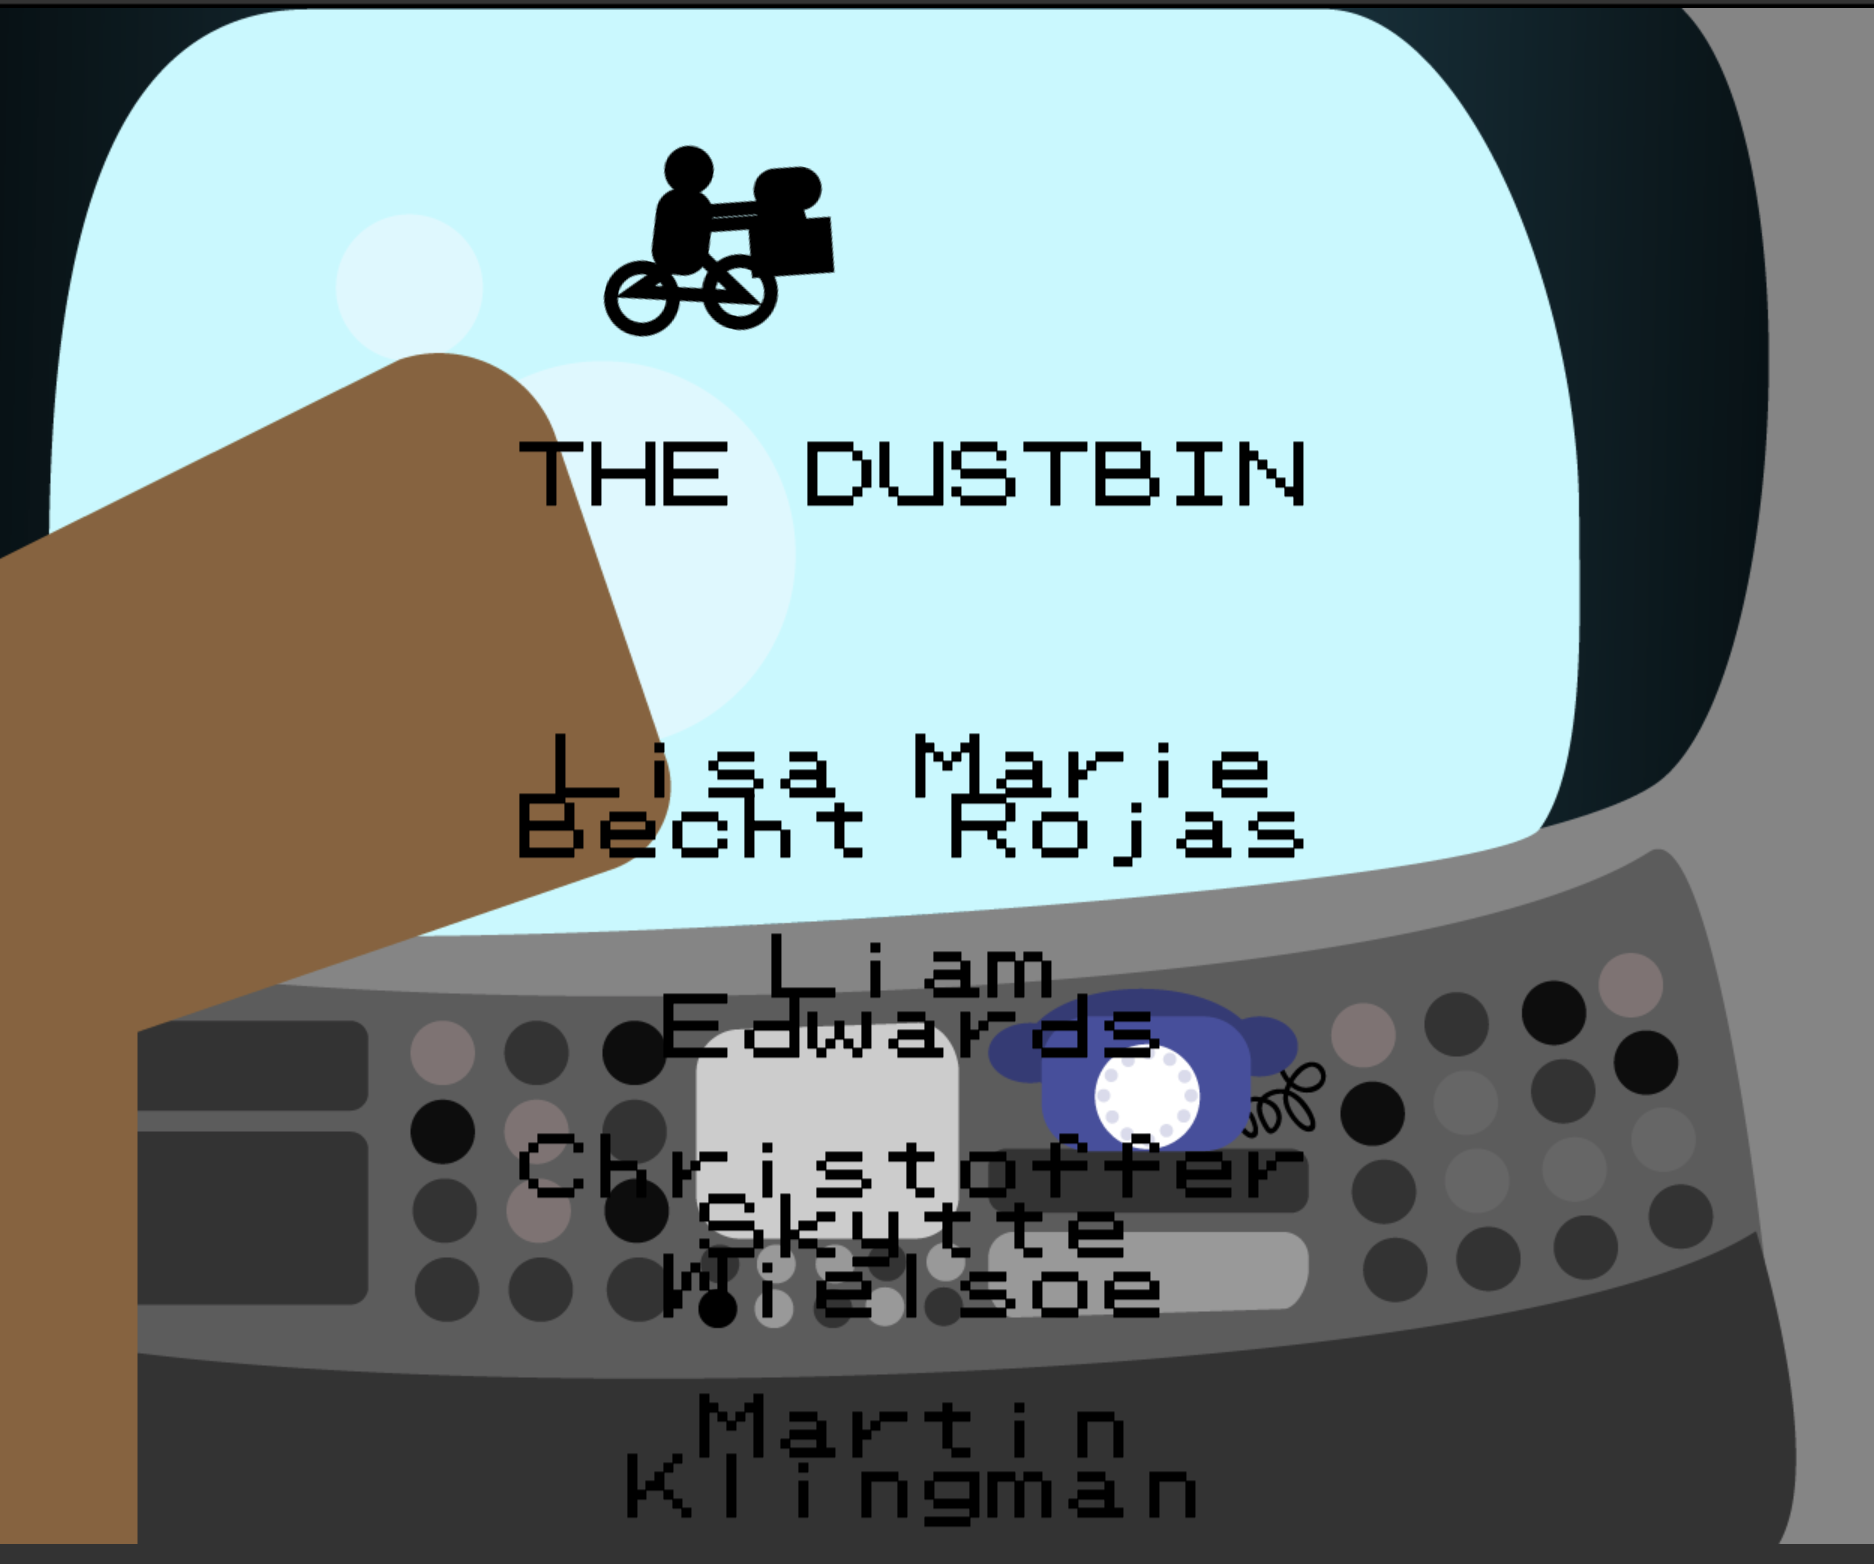 THE DUSTBIN
Lisa Marie
Becht Rojas
Liam
Edwards
Christoffer
Skytte
Nielsoe
Martin
Klingman